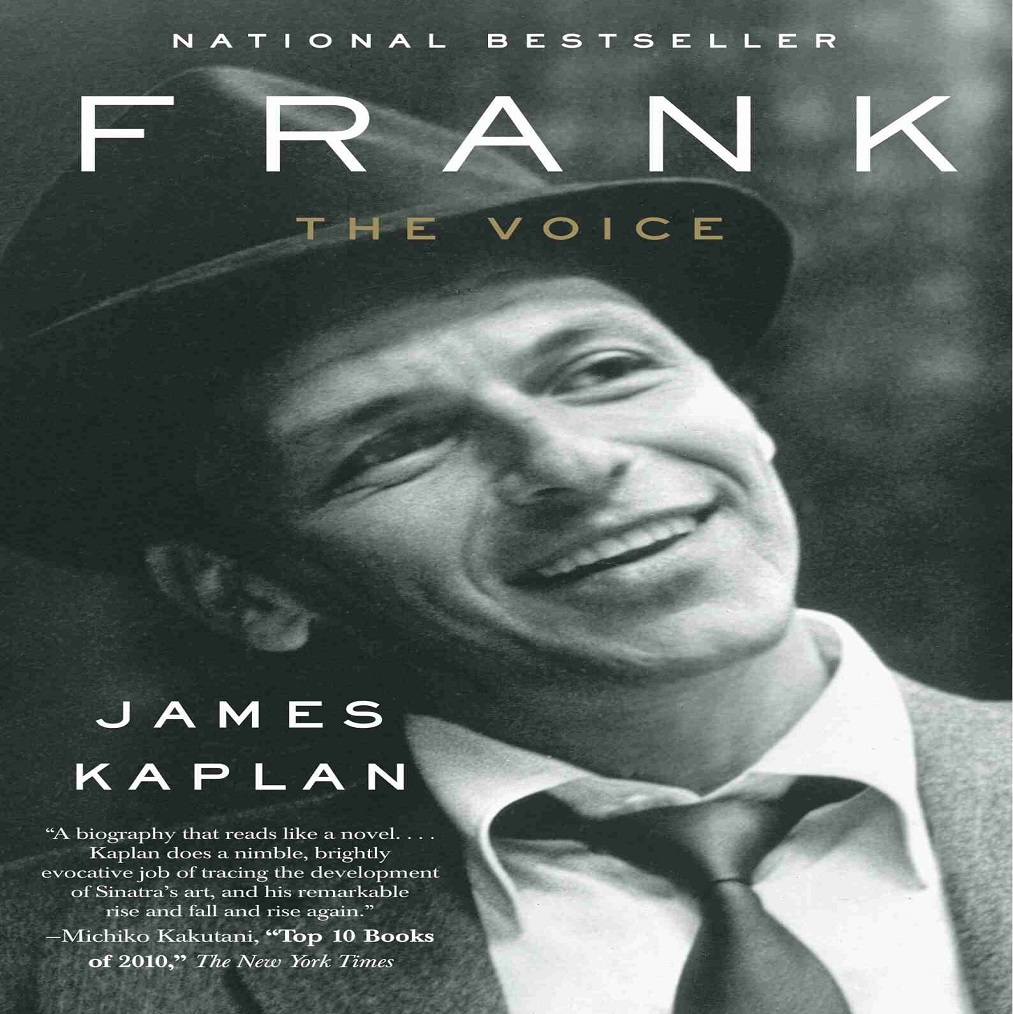 NATIONAL BESTSELLER
FRANK
THE VOICE
JAMES
KAPLAN
“A biography that reads like a novel. . . .
Kaplan does a nimble, brightly
evocative job of tracing the development
of Sinatra’s art, and his remarkable
rise and fall and rise again.”
—Michiko Kakutani, “Top 10 Books
of 2010,” The New York Times